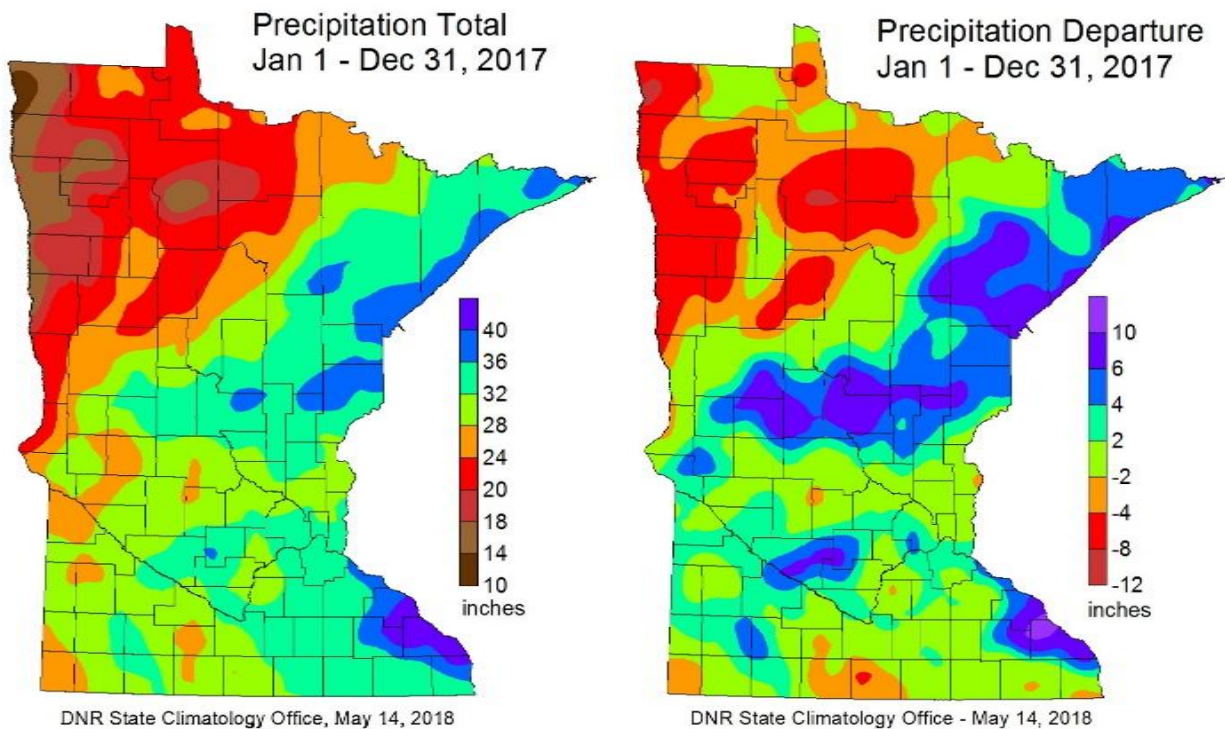 Precipitation Total
Jan 1 - Dec 31, 2017
40
36
32
28
24
20
18
14
10
inches
DNR State Climatology Office, May 14, 2018
Precipitation Departure
Jan 1 - Dec 31, 2017
10
6
4
2
-2
-4
-8
-12
inches
DNR State Climatology Office - May 14, 2018